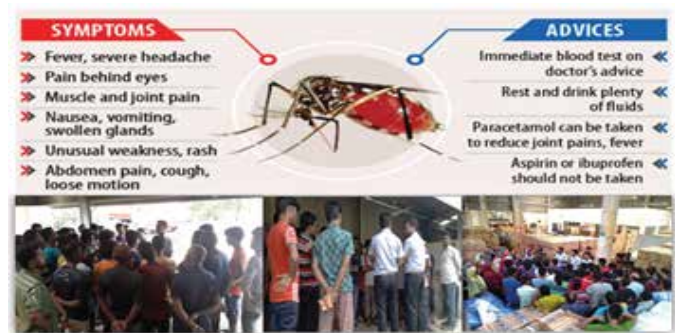 SYMPTOMS
Fever, severe headache
Pain behind eyes
Muscle and joint pain
Nausea, vomiting,
swollen glands
Unusual weakness, rash
Abdomen pain, cough,
loose motion
ADVICES
Immediate blood test on
doctor's advice
Rest and drink plenty
of fluids
Paracetamol can be taken
to reduce joint pains, fever
Aspirin or ibuprofen
should not be taken